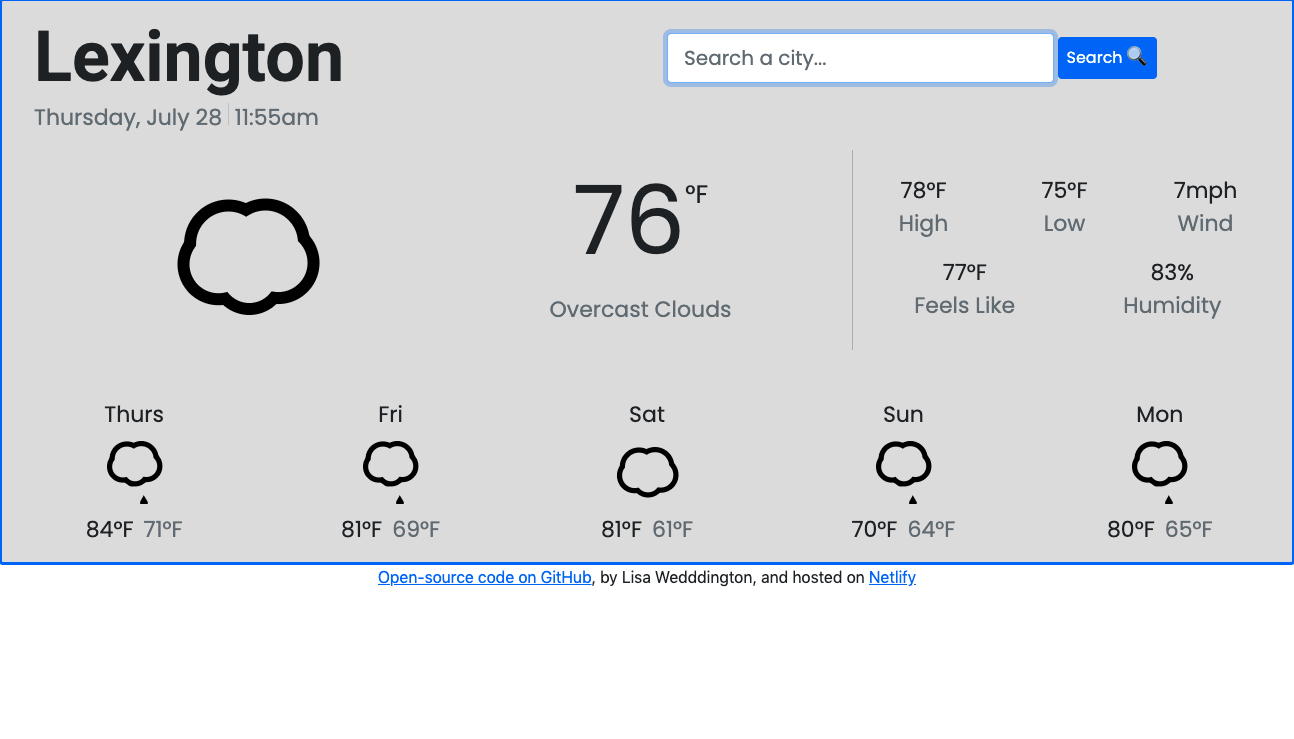 Lexington
Search a city...
Search 🔍
Thursday, July 28 11:55am
76 °F
Overcast Clouds
78°F 75°F 7mph
High Low Wind
77°F 83%
Feels Like Humidity
Thurs Fri Sat Sun Mon
84°F 71°F 81°F 69°F 81°F 61°F 70°F 64°F 80°F 65°F
Open-source code on GitHub, by Lisa Wedddington, and hosted on Netlify